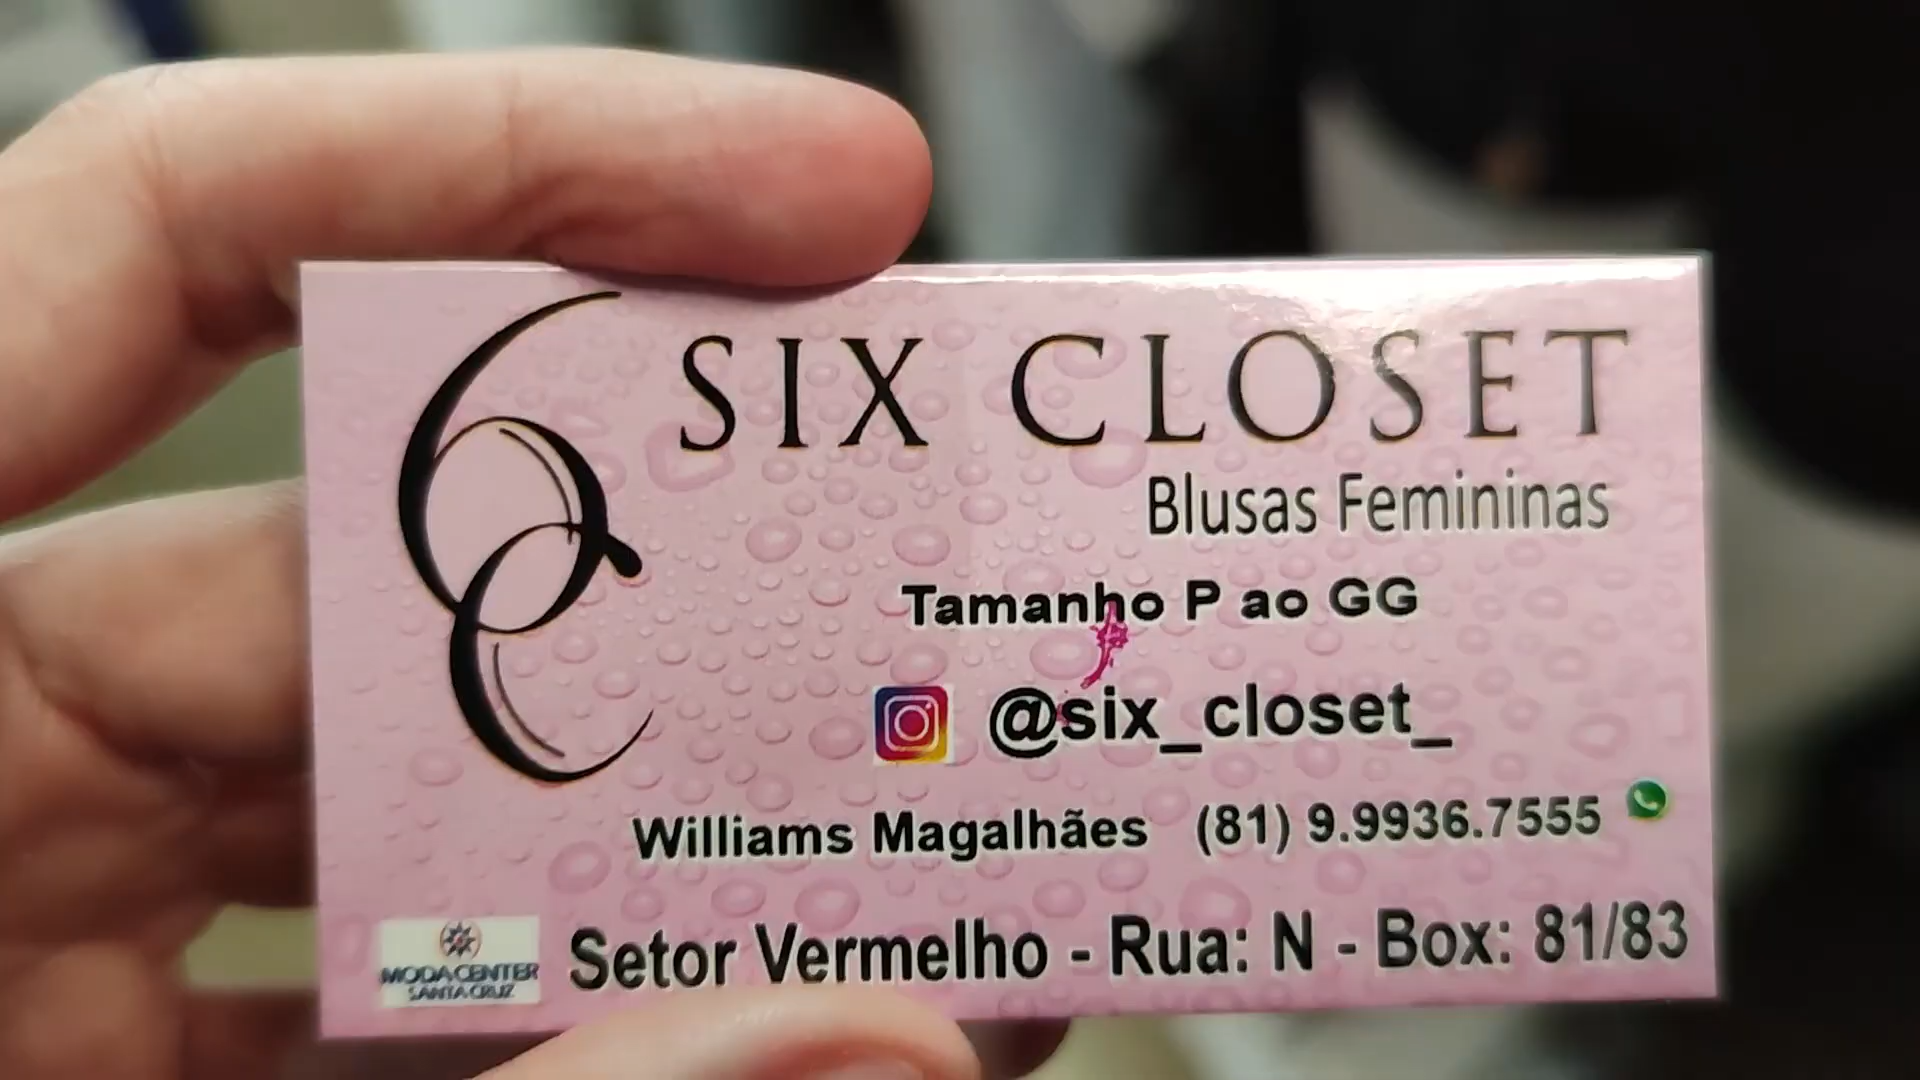 SIX CLOSET
Blusas Femininas
Tamanho P ao GG
@six_closet_
Williams Magalhães (81) 9.9936.7555
MODA CENTER
SANTA CRUZ
Setor Vermelho - Rua: N - Box: 81/83